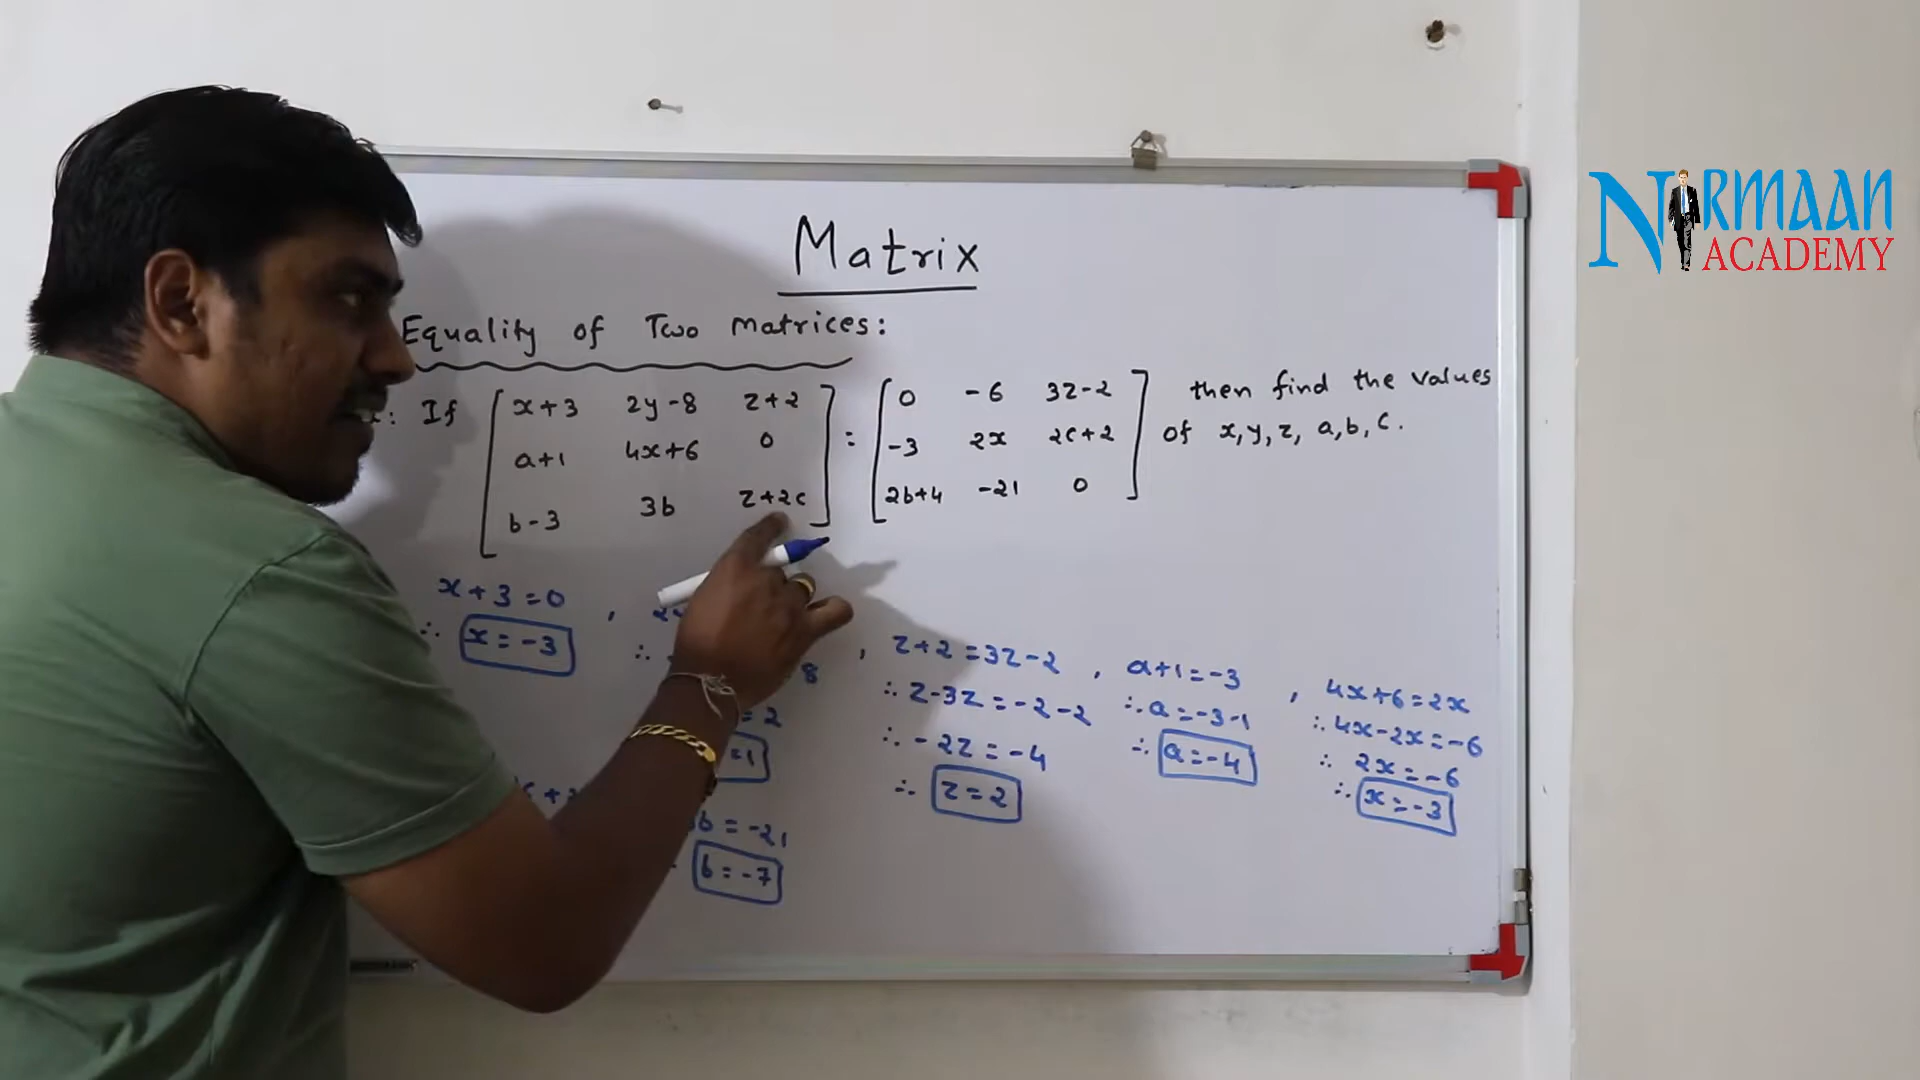 NIRMAAN
ACADEMY
Matrix
Equality of Two Matrices:
: If [ x+3 2y-8 z+2 ] = [ 0 -6 3z-2 ] then find the values
a+1 4x+6 0 -3 2x 2c+2 of x,y,z, a,b,c.
b-3 3b z+2c 2b+4 -21 0
x+3=0 ,
∴ x=-3
∴ 8
=2
=1
, z+2=3z-2
∴ z-3z=-2-2
∴ -2z=-4
∴ z=2
, a+1=-3
∴ a=-3-1
∴ a=-4
, 4x+6=2x
∴ 4x-2x=-6
∴ 2x=-6
∴ x=-3
b=-21
b=-7